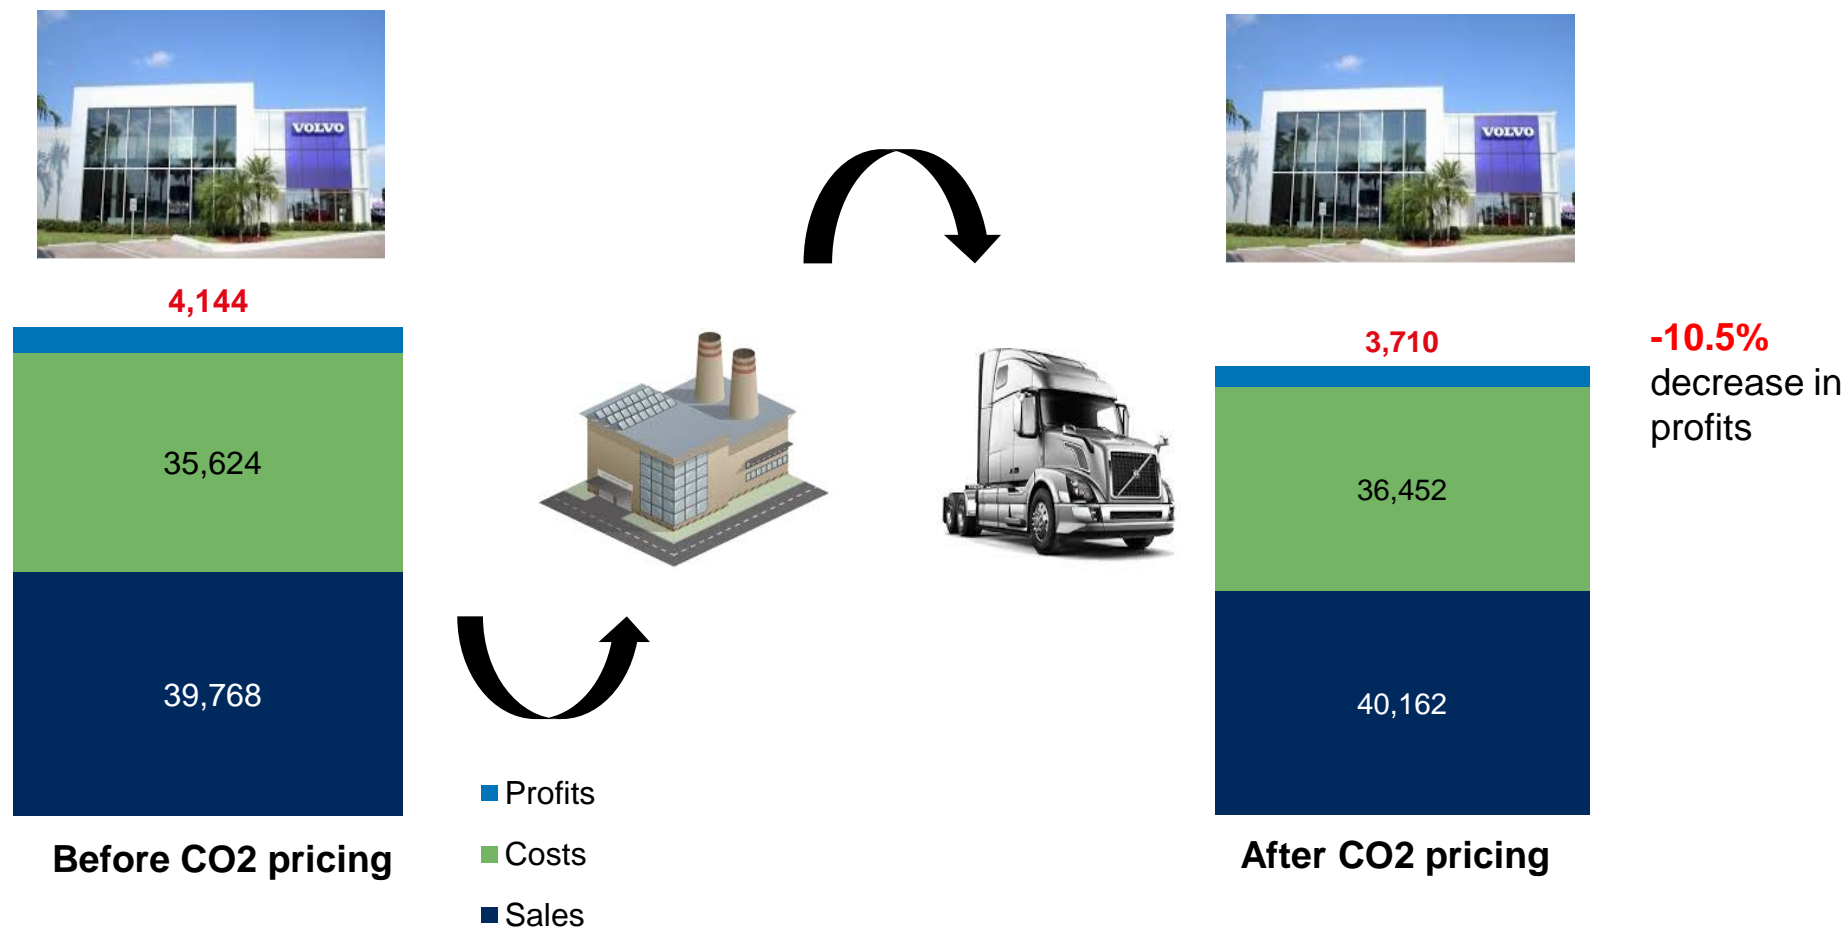 VOLVO
4,144
35,624
39,768
Before CO2 pricing
Profits
Costs
Sales
VOLVO
3,710
36,452
40,162
After CO2 pricing
-10.5%
decrease in
profits